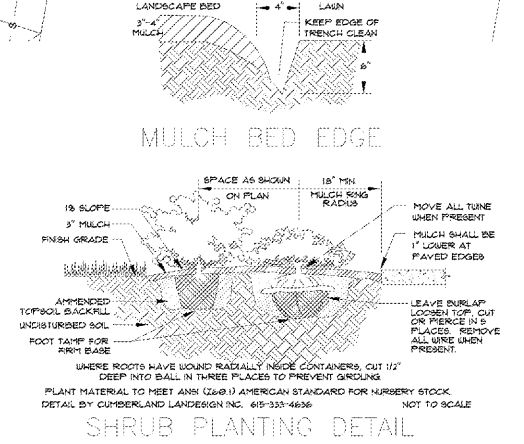 LANDSCAPE BED
4"
LAWN
3"-4"
MULCH
KEEP EDGE OF
TRENCH CLEAN
6"
MULCH BED EDGE
SPACE AS SHOWN
ON PLAN
18" MIN.
MULCH RING
RADIUS
1:8 SLOPE
3" MULCH
FINISH GRADE
MOVE ALL TWINE
WHEN PRESENT
MULCH SHALL BE
1" LOWER AT
PAVED EDGES
AMMENDED
TOPSOIL BACKFILL
UNDISTURBED SOIL
FOOT TAMP FOR
FIRM BASE
LEAVE BURLAP
LOOSEN TOP, CUT
OR PIERCE IN 5
PLACES. REMOVE
ALL WIRE WHEN
PRESENT.
WHERE ROOTS HAVE WOUND RADIALLY INSIDE CONTAINERS, CUT 1/2"
DEEP INTO BALL IN THREE PLACES TO PREVENT GIRDLING.
PLANT MATERIAL TO MEET ANSI (Z60.1) AMERICAN STANDARD FOR NURSERY STOCK.
DETAIL BY CUMBERLAND LANDESIGN INC. 615-333-4636
NOT TO SCALE
SHRUB PLANTING DETAIL